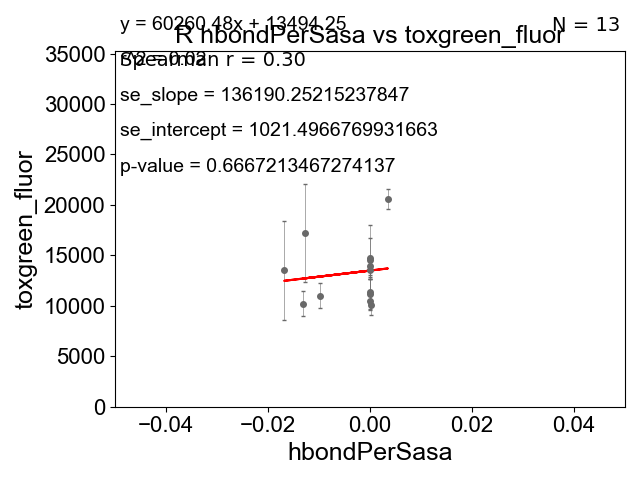 y = 60260.48x + 13494.25
N = 13
R hbondPerSasa vs toxgreen_fluor
r^2 = 0.02
Spearman r = 0.30
se_slope = 136190.25215237847
se_intercept = 1021.4966769931663
p-value = 0.6667213467274137
35000
30000
25000
20000
15000
10000
5000
0
toxgreen_fluor
−0.04
−0.02
0.00
0.02
0.04
hbondPerSasa